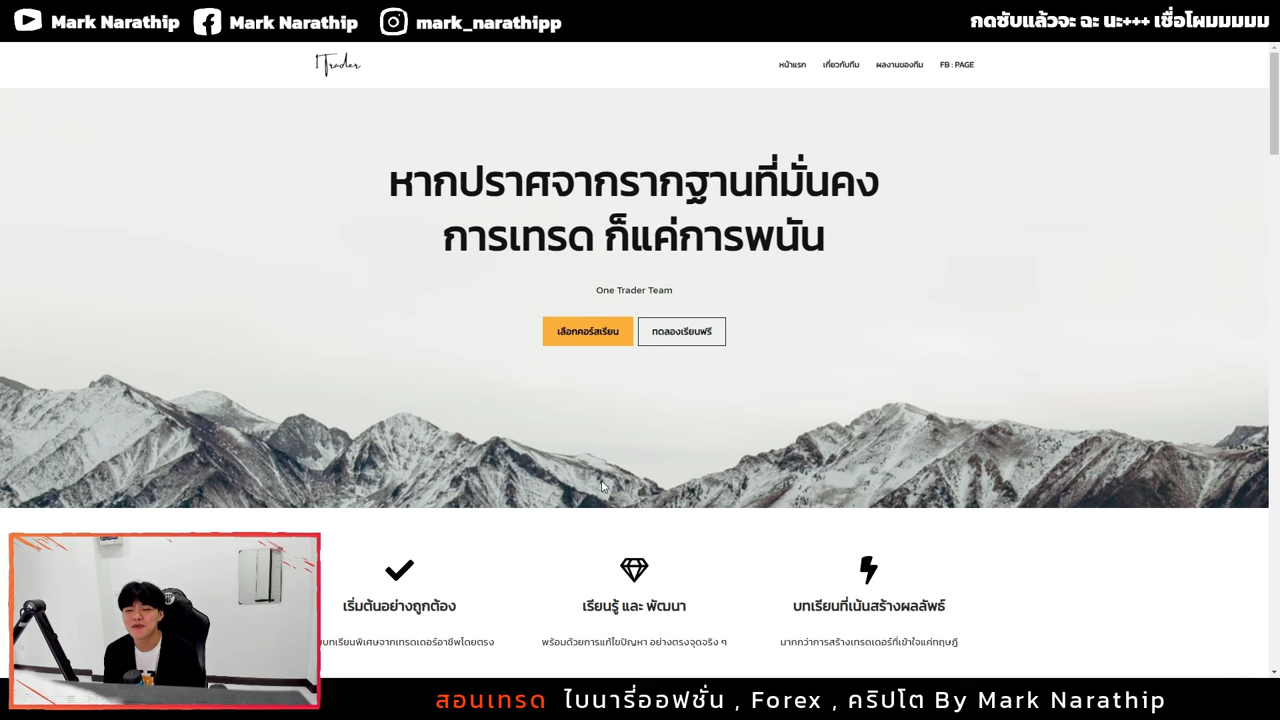 Mark Narathip Mark Narathip mark_narathipp กดซับแล้วจะ ฉะ นะ+++ เชื่อโผมมมมม
1Trader หน้าแรก เกี่ยวกับทีม ผลงานของทีม FB : PAGE
หากปราศจากรากฐานที่มั่นคง
การเทรด ก็แค่การพนัน
One Trader Team
เลือกคอร์สเรียน ทดลองเรียนฟรี
เริ่มต้นอย่างถูกต้อง เรียนรู้ และ พัฒนา บทเรียนที่เน้นสร้างผลลัพธ์
บทเรียนพิเศษจากเทรดเดอร์อาชีพโดยตรง พร้อมด้วยการแก้ไขปัญหา อย่างตรงจุดจริง ๆ มากกว่าการสร้างเทรดเดอร์ที่เข้าใจแค่ทฤษฎี
สอนเทรด ไบนารี่ออฟชั่น , Forex , คริปโต By Mark Narathip